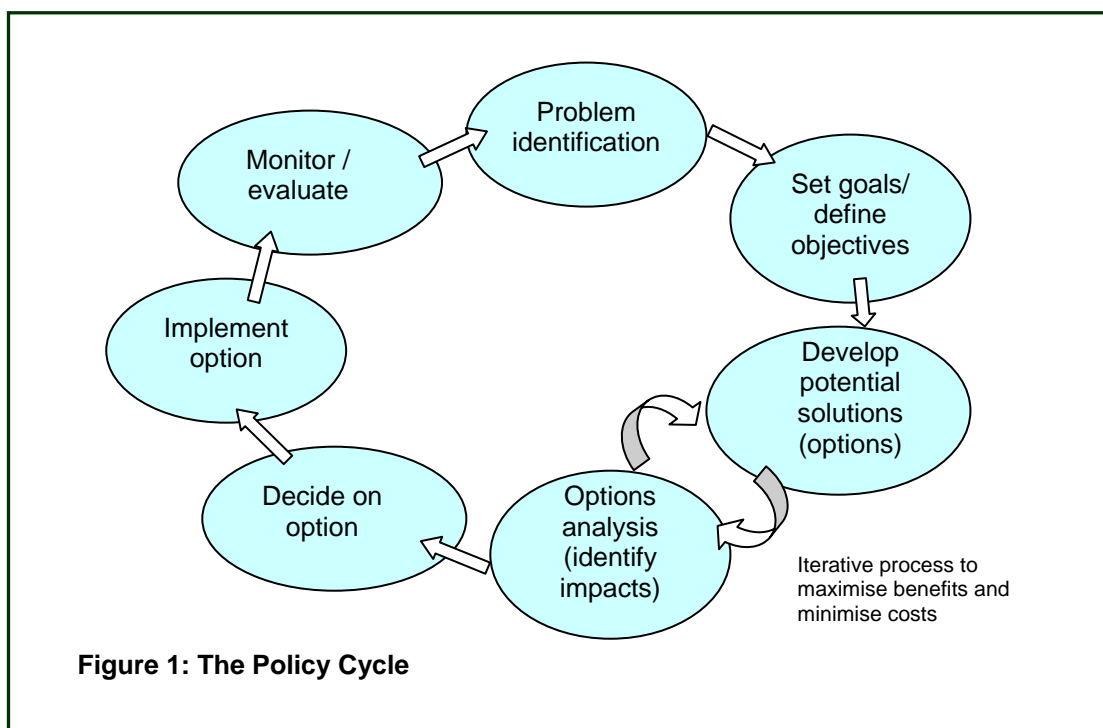 Problem
identification
Monitor /
evaluate
Set goals/
define
objectives
Implement
option
Develop
potential
solutions
(options)
Decide on
option
Options
analysis
(identify
impacts)
Iterative process to
maximise benefits and
minimise costs
Figure 1: The Policy Cycle